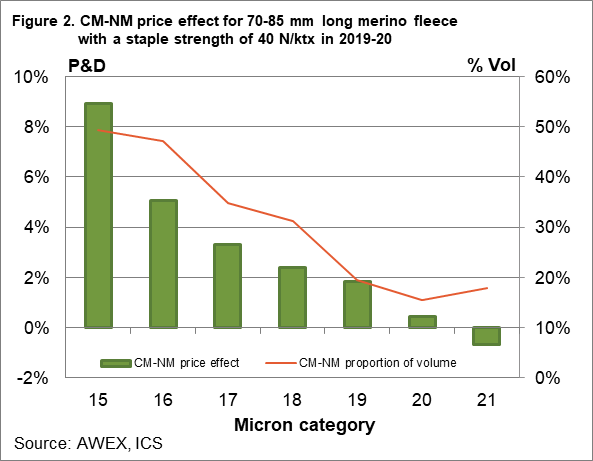 Figure 2. CM-NM price effect for 70-85 mm long merino fleece
with a staple strength of 40 N/ktx in 2019-20
P&D
% Vol
10%
60%
8%
50%
6%
40%
4%
30%
2%
20%
0%
10%
-2%
0%
CM-NM price effect
CM-NM proportion of volume
15 16 17 18 19 20 21
Micron category
Source: AWEX, ICS